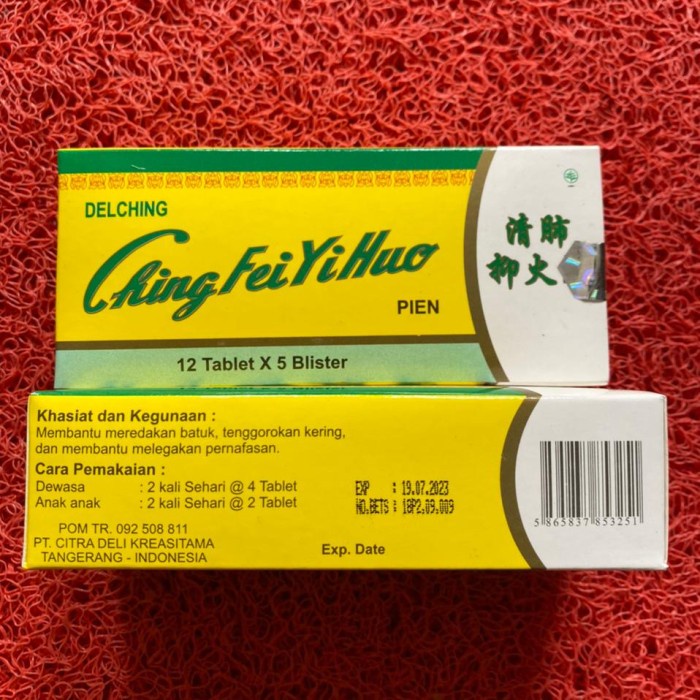 DELCHING
Ching Fei Yi Huo
PIEN
清肺
抑火
12 Tablet X 5 Blister
Khasiat dan Kegunaan :
Membantu meredakan batuk, tenggorokan kering,
dan membantu melegakan pernafasan.
Cara Pemakaian :
Dewasa : 2 kali Sehari @ 4 Tablet
Anak anak : 2 kali Sehari @ 2 Tablet
POM TR. 092 508 811
PT. CITRA DELI KREASITAMA
TANGERANG - INDONESIA
EXP : 19.07.2023
NO.BETS : 18P2.09.009
Exp. Date
5 865837 853251